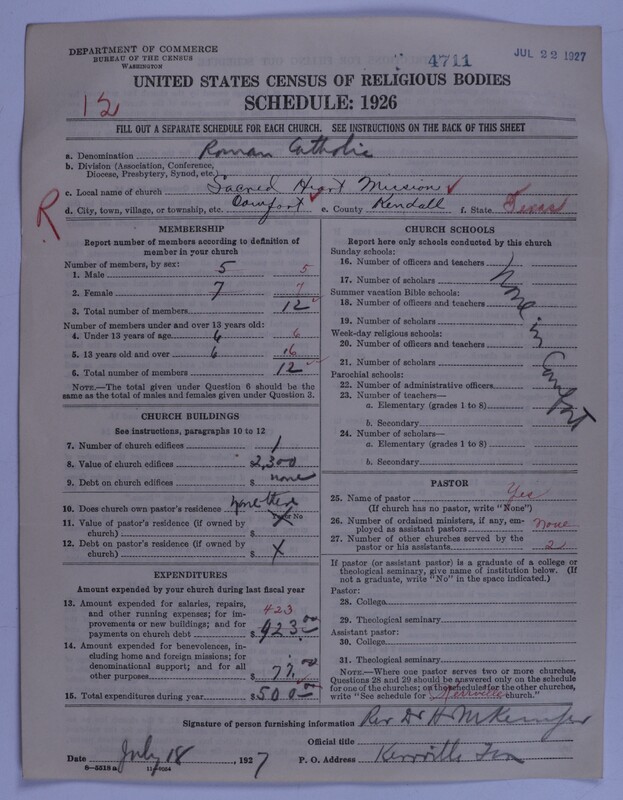 DEPARTMENT OF COMMERCE
BUREAU OF THE CENSUS
WASHINGTON
4711
JUL 22 1927
UNITED STATES CENSUS OF RELIGIOUS BODIES
SCHEDULE: 1926
12
FILL OUT A SEPARATE SCHEDULE FOR EACH CHURCH. SEE INSTRUCTIONS ON THE BACK OF THIS SHEET
a. Denomination Roman Catholic
b. Division (Association, Conference, Diocese, Presbytery, Synod, etc.)
c. Local name of church Sacred Heart Mission
R
d. City, town, village, or township, etc. Comfort e. County Kendall f. State Texas
MEMBERSHIP
Report number of members according to definition of
member in your church
Number of members, by sex:
1. Male 5 5
2. Female 7 7
3. Total number of members 12
Number of members under and over 13 years old:
4. Under 13 years of age 6 6
5. 13 years old and over 6
6. Total number of members 12
NOTE.—The total given under Question 6 should be
same as the total of males and females given under Question 3.
CHURCH BUILDINGS
See instructions, paragraphs 10 to 12
7. Number of church edifices 1
8. Value of church edifices $2,300
9. Debt on church edifices $ none
10. Does church own pastor's residence none there
Yes or No
11. Value of pastor's residence (if owned by
church) $ X
12. Debt on pastor's residence (if owned by
church) $ X
EXPENDITURES
Amount expended by your church during last fiscal year
13. Amount expended for salaries, repairs,
and other running expenses; for im-
provements or new buildings; and for
payments on church debt $ 423 923.00
14. Amount expended for benevolences, in-
cluding home and foreign missions; for
denominational support; and for all
other purposes $ 77.00
15. Total expenditures during year $500.00
CHURCH SCHOOLS
Report here only schools conducted by this church
Sunday schools:
16. Number of officers and teachers
17. Number of scholars
Summer vacation Bible schools:
18. Number of officers and teachers
19. Number of scholars
Week-day religious schools:
20. Number of officers and teachers
21. Number of scholars
Parochial schools:
22. Number of administrative officers
23. Number of teachers—
a. Elementary (grades 1 to 8)
b. Secondary
24. Number of scholars—
a. Elementary (grades 1 to 8)
b. Secondary
None in Comfort
PASTOR
25. Name of pastor Yes
(If church has no pastor, write "None")
26. Number of ordained ministers, if any, em-
ployed as assistant pastors None
27. Number of other churches served by the
pastor or his assistants 2
If pastor (or assistant pastor) is a graduate of a college or
theological seminary, give name of institution below. (If
not a graduate, write "No" in the space indicated.)
Pastor:
28. College
29. Theological seminary
Assistant pastor:
30. College
31. Theological seminary
NOTE.—Where one pastor serves two or more churches,
Questions 28 and 29 should be answered only on the schedule
for one of the churches; on the schedules for the other churches,
write "See schedule for Kerrville church."
Signature of person furnishing information Rev Dr H
Official title
Date July 18, 1927 P. O. Address Kerrville Tex
8—5518a